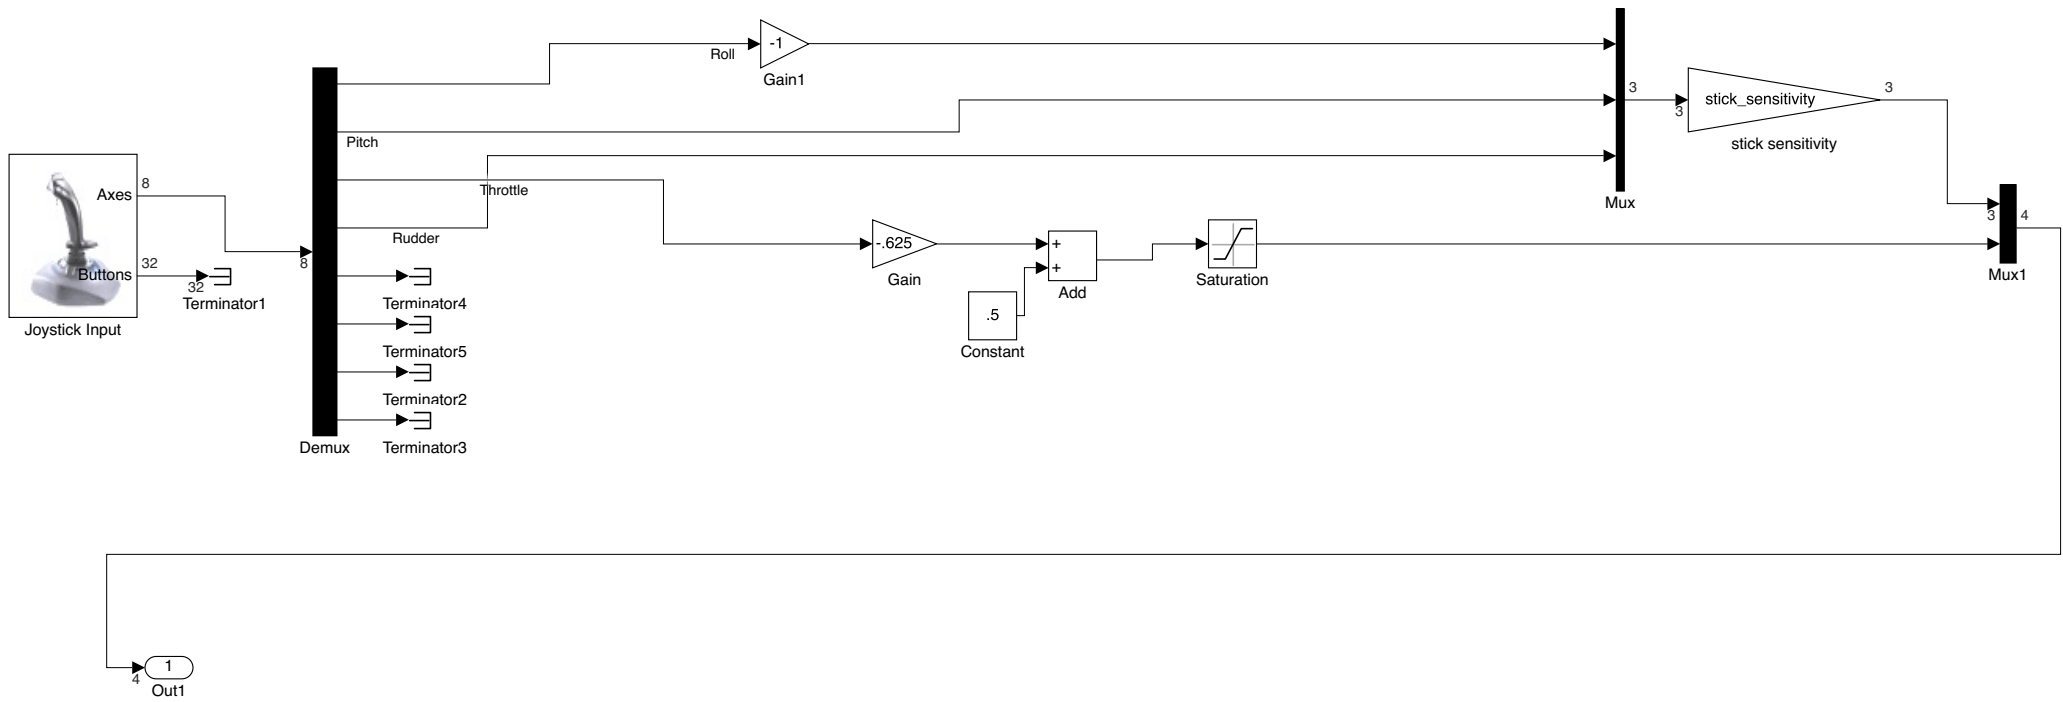 Roll
-1
Gain1
Pitch
Throttle
Rudder
3
Mux
3
stick_sensitivity
3
stick sensitivity
Axes
8
Buttons
32
32
Terminator1
Joystick Input
8
Demux
Terminator4
Terminator5
Terminator2
Terminator3
-.625
Gain
+
+
Add
.5
Constant
Saturation
3
4
Mux1
4
1
Out1